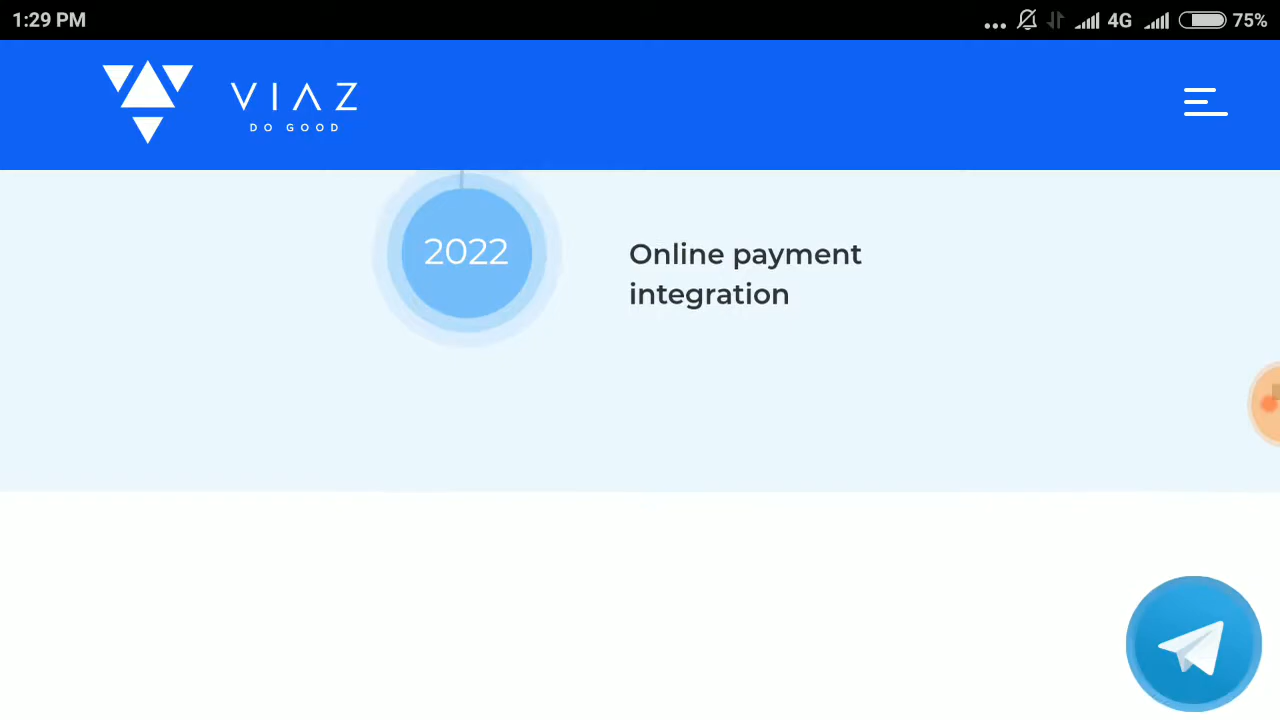 1:29 PM
... 4G 75%
VIAZ
DO GOOD
2022
Online payment
integration